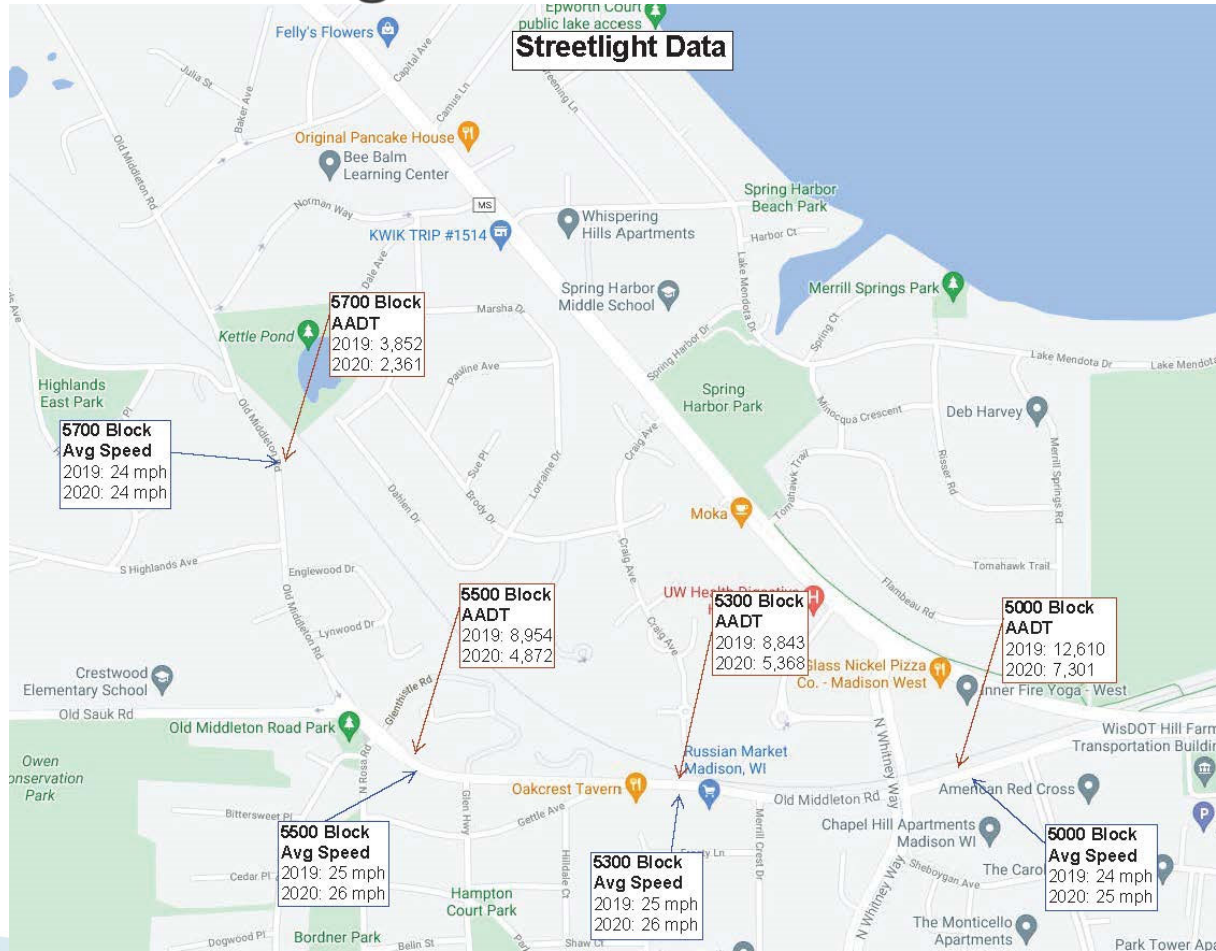 Epworth Court
public lake access
Streetlight Data
Felly's Flowers
Julia St
Baker Ave
Capital Ave
Camus Ln
Old Middleton Rd
Original Pancake House
Bee Balm
Learning Center
Norman Way
MS
KWIK TRIP #1514
Whispering
Hills Apartments
Spring Harbor
Beach Park
Harbor Ct
Lake Mendota Dr
Spring Harbor
Middle School
Merrill Springs Park
Dale Ave
Marsha Dr
5700 Block
AADT
2019: 3,852
2020: 2,361
Kettle Pond
Spring Harbor Dr
Spring Ct
Lake Mendota Dr
Lake Mendota
Pauline Ave
Highlands
East Park
Old Middleton Rd
Spring
Harbor Park
Minocqua Crescent
Deb Harvey
5700 Block
Avg Speed
2019: 24 mph
2020: 24 mph
Sue Pl
Craig Ave
Lorraine Dr
Brody Dr
Dahlen Dr
Risser Rd
Merrill Springs Rd
Tomahawk Trail
Moka
S Highlands Ave
Englewood Dr
Craig Ave
Tomahawk Trail
Old Middleton Rd
Lynwood Dr
5500 Block
AADT
2019: 8,954
2020: 4,872
UW Health Digestive
Flambeau Rd
5300 Block
AADT
2019: 8,843
2020: 5,368
5000 Block
AADT
2019: 12,610
2020: 7,301
Craig Ave
Crestwood
Elementary School
Old Sauk Rd
Glenthistle Rd
Glass Nickel Pizza
Co. - Madison West
Inner Fire Yoga - West
Old Middleton Road Park
N Whitney Way
WisDOT Hill Farm
Transportation Buildin
Owen
onservation
Park
N Rosa Rd
Russian Market
Madison, WI
Oakcrest Tavern
Old Middleton Rd
American Red Cross
P
Bittersweet Pl
Glen Hwy
Gettle Ave
Merrill Crest Dr
Chapel Hill Apartments
Madison WI
5500 Block
Avg Speed
2019: 25 mph
2020: 26 mph
5300 Block
Avg Speed
2019: 25 mph
2020: 26 mph
5000 Block
Avg Speed
2019: 24 mph
2020: 25 mph
Cedar Pl
Hilldale Ct
N Whitney Way
Sheboygan Ave
The Carol
Hampton
Court Park
Dogwood Pl
Bordner Park
Belin St
Shaw Ct
The Monticello
Apartments
Park Tower Ap